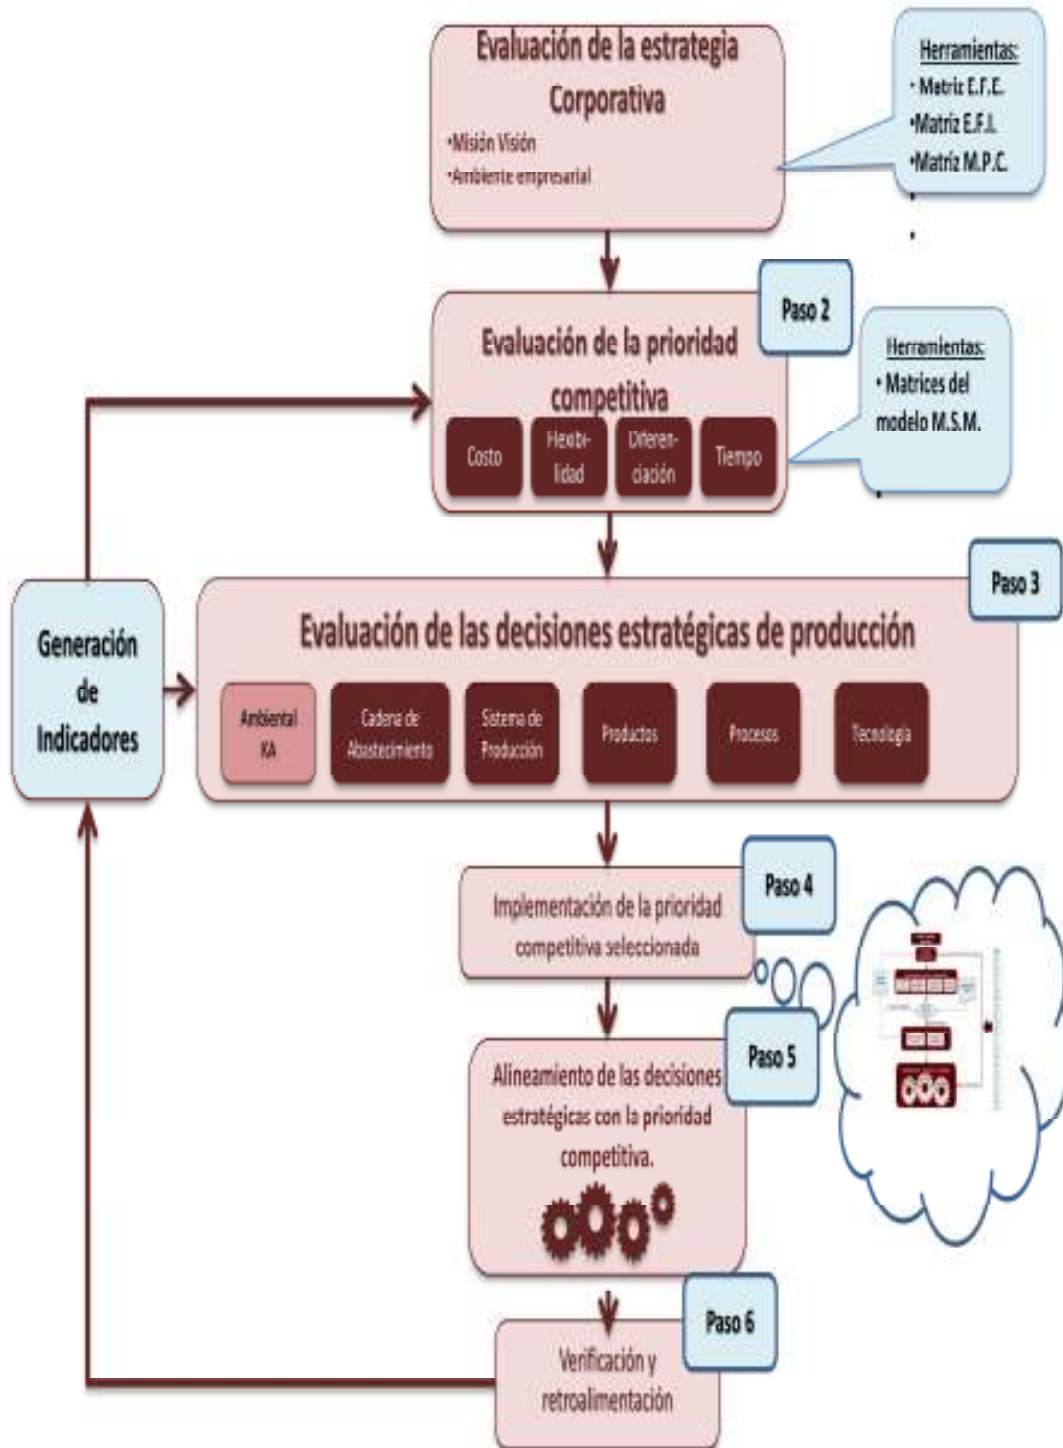 Evaluación de la estrategia
Corporativa
•Misión Visión
•Ambiente empresarial
Herramientas:
• Matriz E.F.E.
•Matriz E.F.I.
•Matriz M.P.C.
•
•
Paso 2
Evaluación de la prioridad
competitiva
Costo
Flexibi-
lidad
Diferen-
ciación
Tiempo
Herramientas:
• Matrices del
modelo M.S.M.
Paso 3
Generación
de
Indicadores
Evaluación de las decisiones estratégicas de producción
Ambiental
KA
Cadena de
Abastecimiento
Sistema de
Producción
Productos
Procesos
Tecnología
Paso 4
Implementación de la prioridad
competitiva seleccionada
Paso 5
Alineamiento de las decisiones
estratégicas con la prioridad
competitiva.
Paso 6
Verificación y
retroalimentación